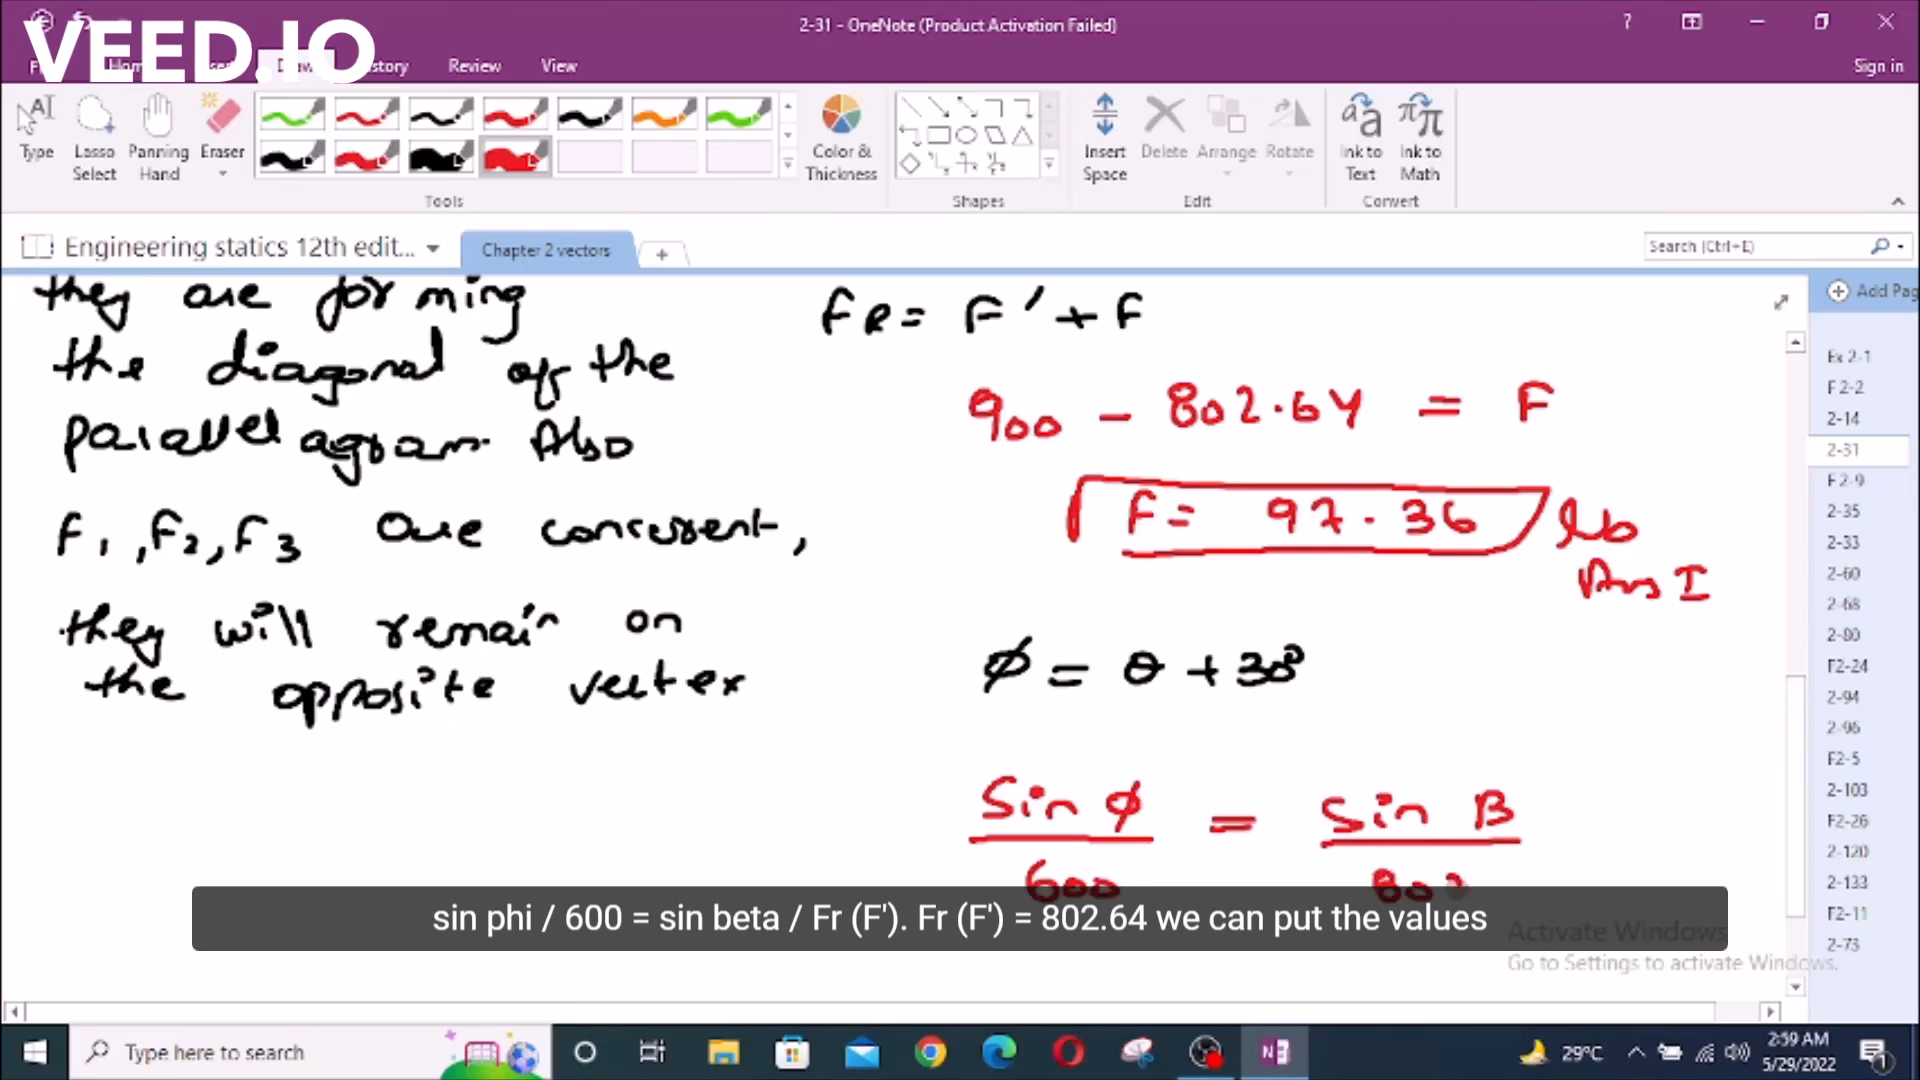 VEED.IO
2-31 - OneNote (Product Activation Failed)
?
Review
View
Sign in
Type
Lasso Select
Panning Hand
Eraser
Color & Thickness
Insert Space
Delete
Arrange
Rotate
Ink to Text
Ink to Math
Tools
Shapes
Edit
Convert
Engineering statics 12th edit...
Chapter 2 vectors
Search (Ctrl+E)
they are forming
the diagonal of the
parallelagram Also
F1, F2, F3 are concurrent,
they will remain on
the opposite vertex
FR = F' + F
900 - 802.64 = F
F = 97.36 lb
Ans I
ϕ = θ + 30°
Sin ϕ = Sin B
600
sin phi / 600 = sin beta / Fr (F'). Fr (F') = 802.64 we can put the values
Activate Windows
Go to Settings to activate Windows.
Add Pag
Ex 2-1
F 2-2
2-14
2-31
F 2-9
2-35
2-33
2-60
2-68
2-80
F2-24
2-94
2-96
F2-5
2-103
F2-26
2-120
2-133
F2-11
2-73
Type here to search
29°C
2:59 AM
5/29/2022